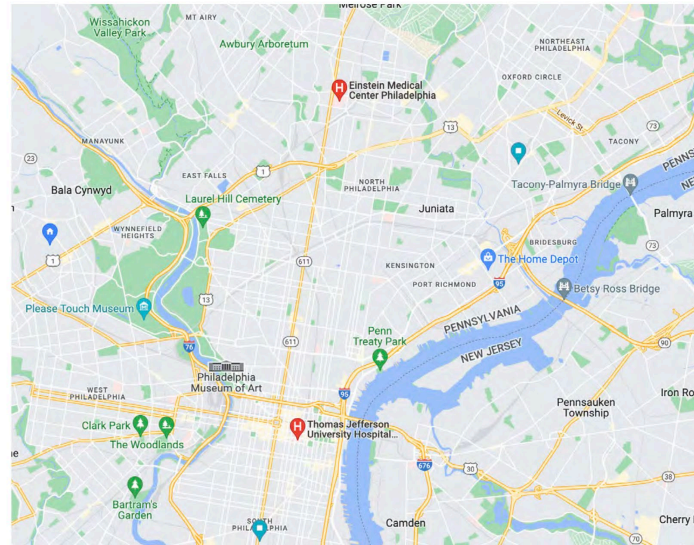 Melrose Park
Wissahickon
Valley Park
MT AIRY
Awbury Arboretum
NORTHEAST
PHILADELPHIA
OXFORD CIRCLE
Einstein Medical
Center Philadelphia
Levick St
13
73
TACONY
MANAYUNK
23
EAST FALLS
1
NORTH
PHILADELPHIA
Bala Cynwyd
Laurel Hill Cemetery
Juniata
Tacony-Palmyra Bridge
PENNS
NE
Palmyra
WYNNEFIELD
HEIGHTS
1
611
KENSINGTON
The Home Depot
BRIDESBURG
73
PORT RICHMOND
95
Betsy Ross Bridge
13
Please Touch Museum
PENNSYLVANIA
NEW JERSEY
611
Penn
Treaty Park
76
90
Philadelphia
Museum of Art
WEST
PHILADELPHIA
95
Pennsauken
Township
Iron Ro
Clark Park
The Woodlands
Thomas Jefferson
University Hospital...
676
30
38
Bartram's
Garden
SOUTH
PHILADELPHIA
Camden
Cherry
70